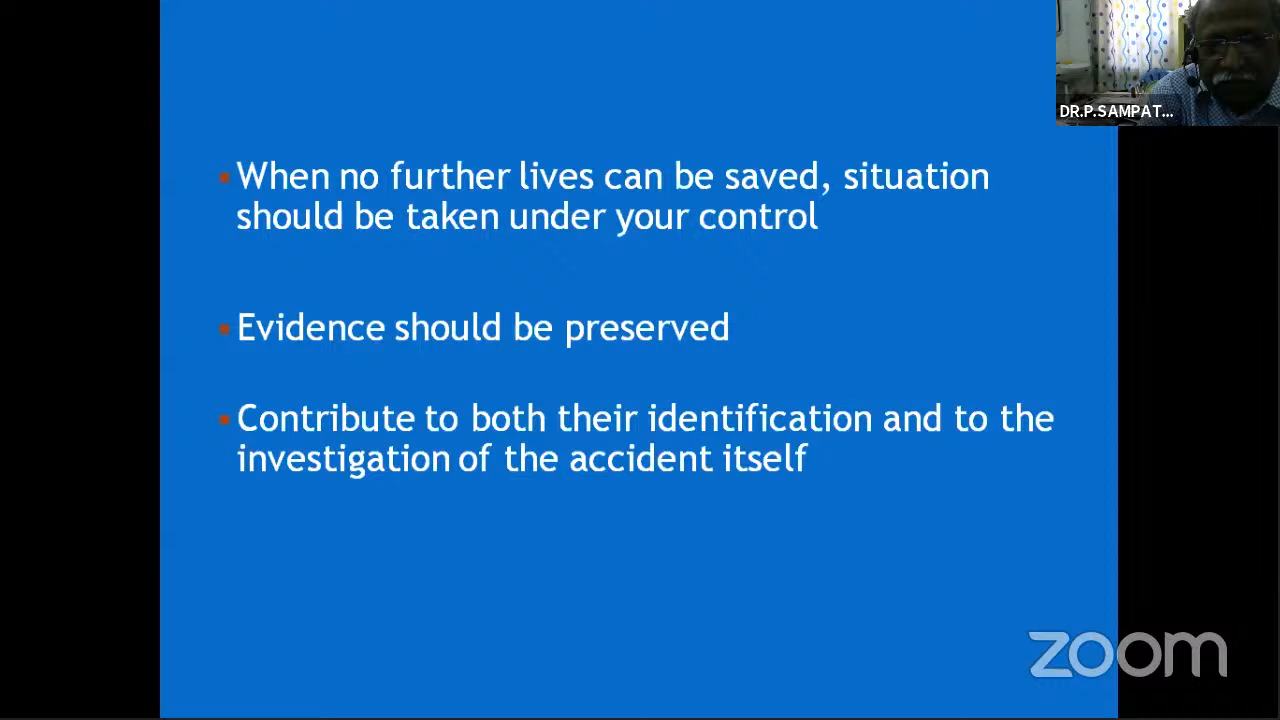 DR.P.SAMPAT...
When no further lives can be saved, situation
should be taken under your control
Evidence should be preserved
Contribute to both their identification and to the
investigation of the accident itself
zoom